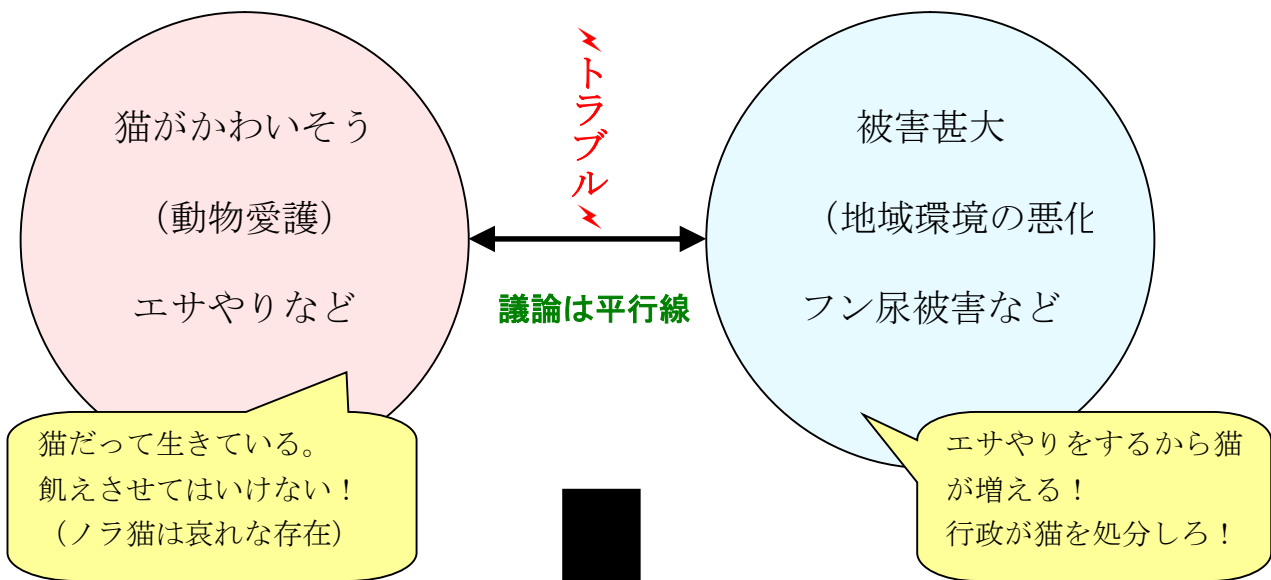 猫がかわいそう
（動物愛護）
エサやりなど
トラブル
議論は平行線
被害甚大
（地域環境の悪化
フン尿被害など
猫だって生きている。
飢えさせてはいけない！
（ノラ猫は哀れな存在）
エサやりをするから猫
が増える！
行政が猫を処分しろ！